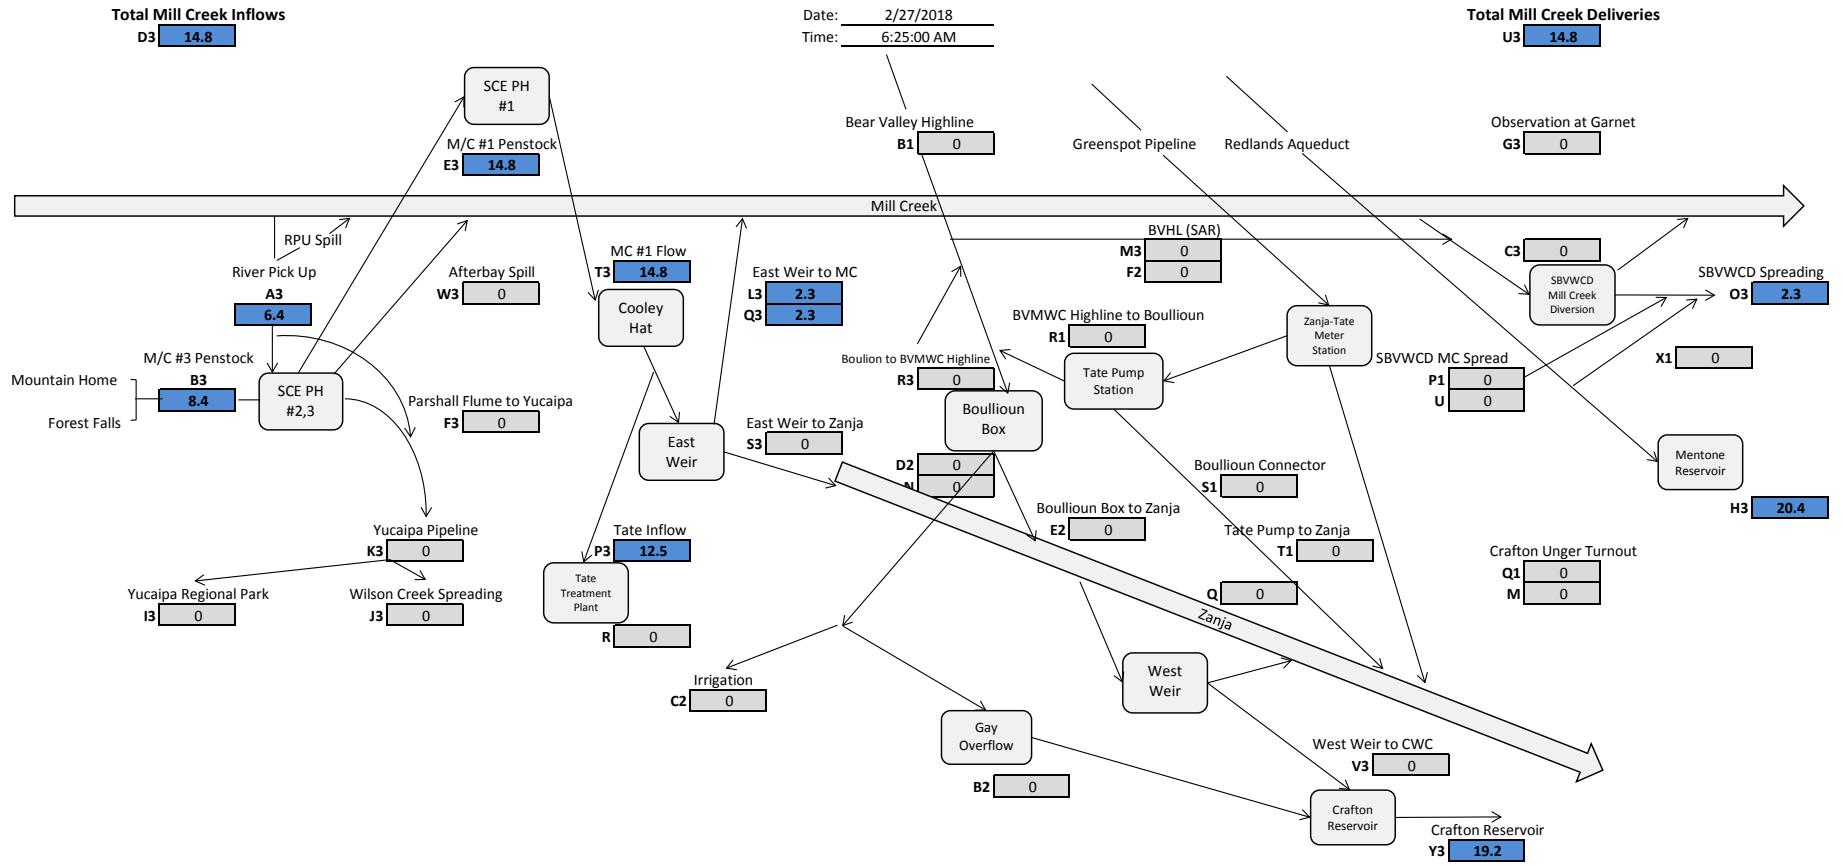 Total Mill Creek Inflows
D3 14.8
Date: 2/27/2018
Time: 6:25:00 AM
Total Mill Creek Deliveries
U3 14.8
SCE PH
#1
M/C #1 Penstock
E3 14.8
Bear Valley Highline
B1 0
Greenspot Pipeline
Redlands Aqueduct
Observation at Garnet
G3 0
Mill Creek
RPU Spill
River Pick Up
A3
6.4
Afterbay Spill
W3 0
MC #1 Flow
T3 14.8
Cooley
Hat
East Weir to MC
L3 2.3
Q3 2.3
BVHL (SAR)
M3 0
F2 0
C3 0
SBVWCD
Mill Creek
Diversion
SBVWCD Spreading
O3 2.3
BVMWC Highline to Boullioun
R1 0
Zanja-Tate
Meter
Station
M/C #3 Penstock
B3
8.4
Mountain Home
Forest Falls
SCE PH
#2,3
Parshall Flume to Yucaipa
F3 0
Boulion to BVMWC Highline
R3 0
Tate Pump
Station
SBVWCD MC Spread
P1 0
U 0
X1 0
Boullioun
Box
East
Weir
East Weir to Zanja
S3 0
D2 0
N 0
Boullioun Connector
S1 0
Mentone
Reservoir
H3 20.4
Boullioun Box to Zanja
E2 0
Tate Pump to Zanja
T1 0
Yucaipa Pipeline
K3 0
Tate Inflow
P3 12.5
Tate
Treatment
Plant
R 0
Crafton Unger Turnout
Q1 0
M 0
Yucaipa Regional Park
I3 0
Wilson Creek Spreading
J3 0
Q 0
Zanja
Irrigation
C2 0
West
Weir
Gay
Overflow
B2 0
West Weir to CWC
V3 0
Crafton
Reservoir
Crafton Reservoir
Y3 19.2